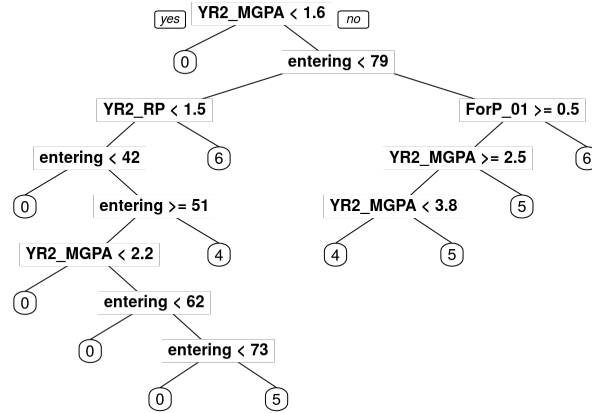 yes YR2_MGPA < 1.6 no
0 entering < 79
YR2_RP < 1.5 ForP_01 >= 0.5
entering < 42 6 YR2_MGPA >= 2.5 6
0 entering >= 51 YR2_MGPA < 3.8 5
YR2_MGPA < 2.2 4 4 5
0 entering < 62
0 entering < 73
0 5